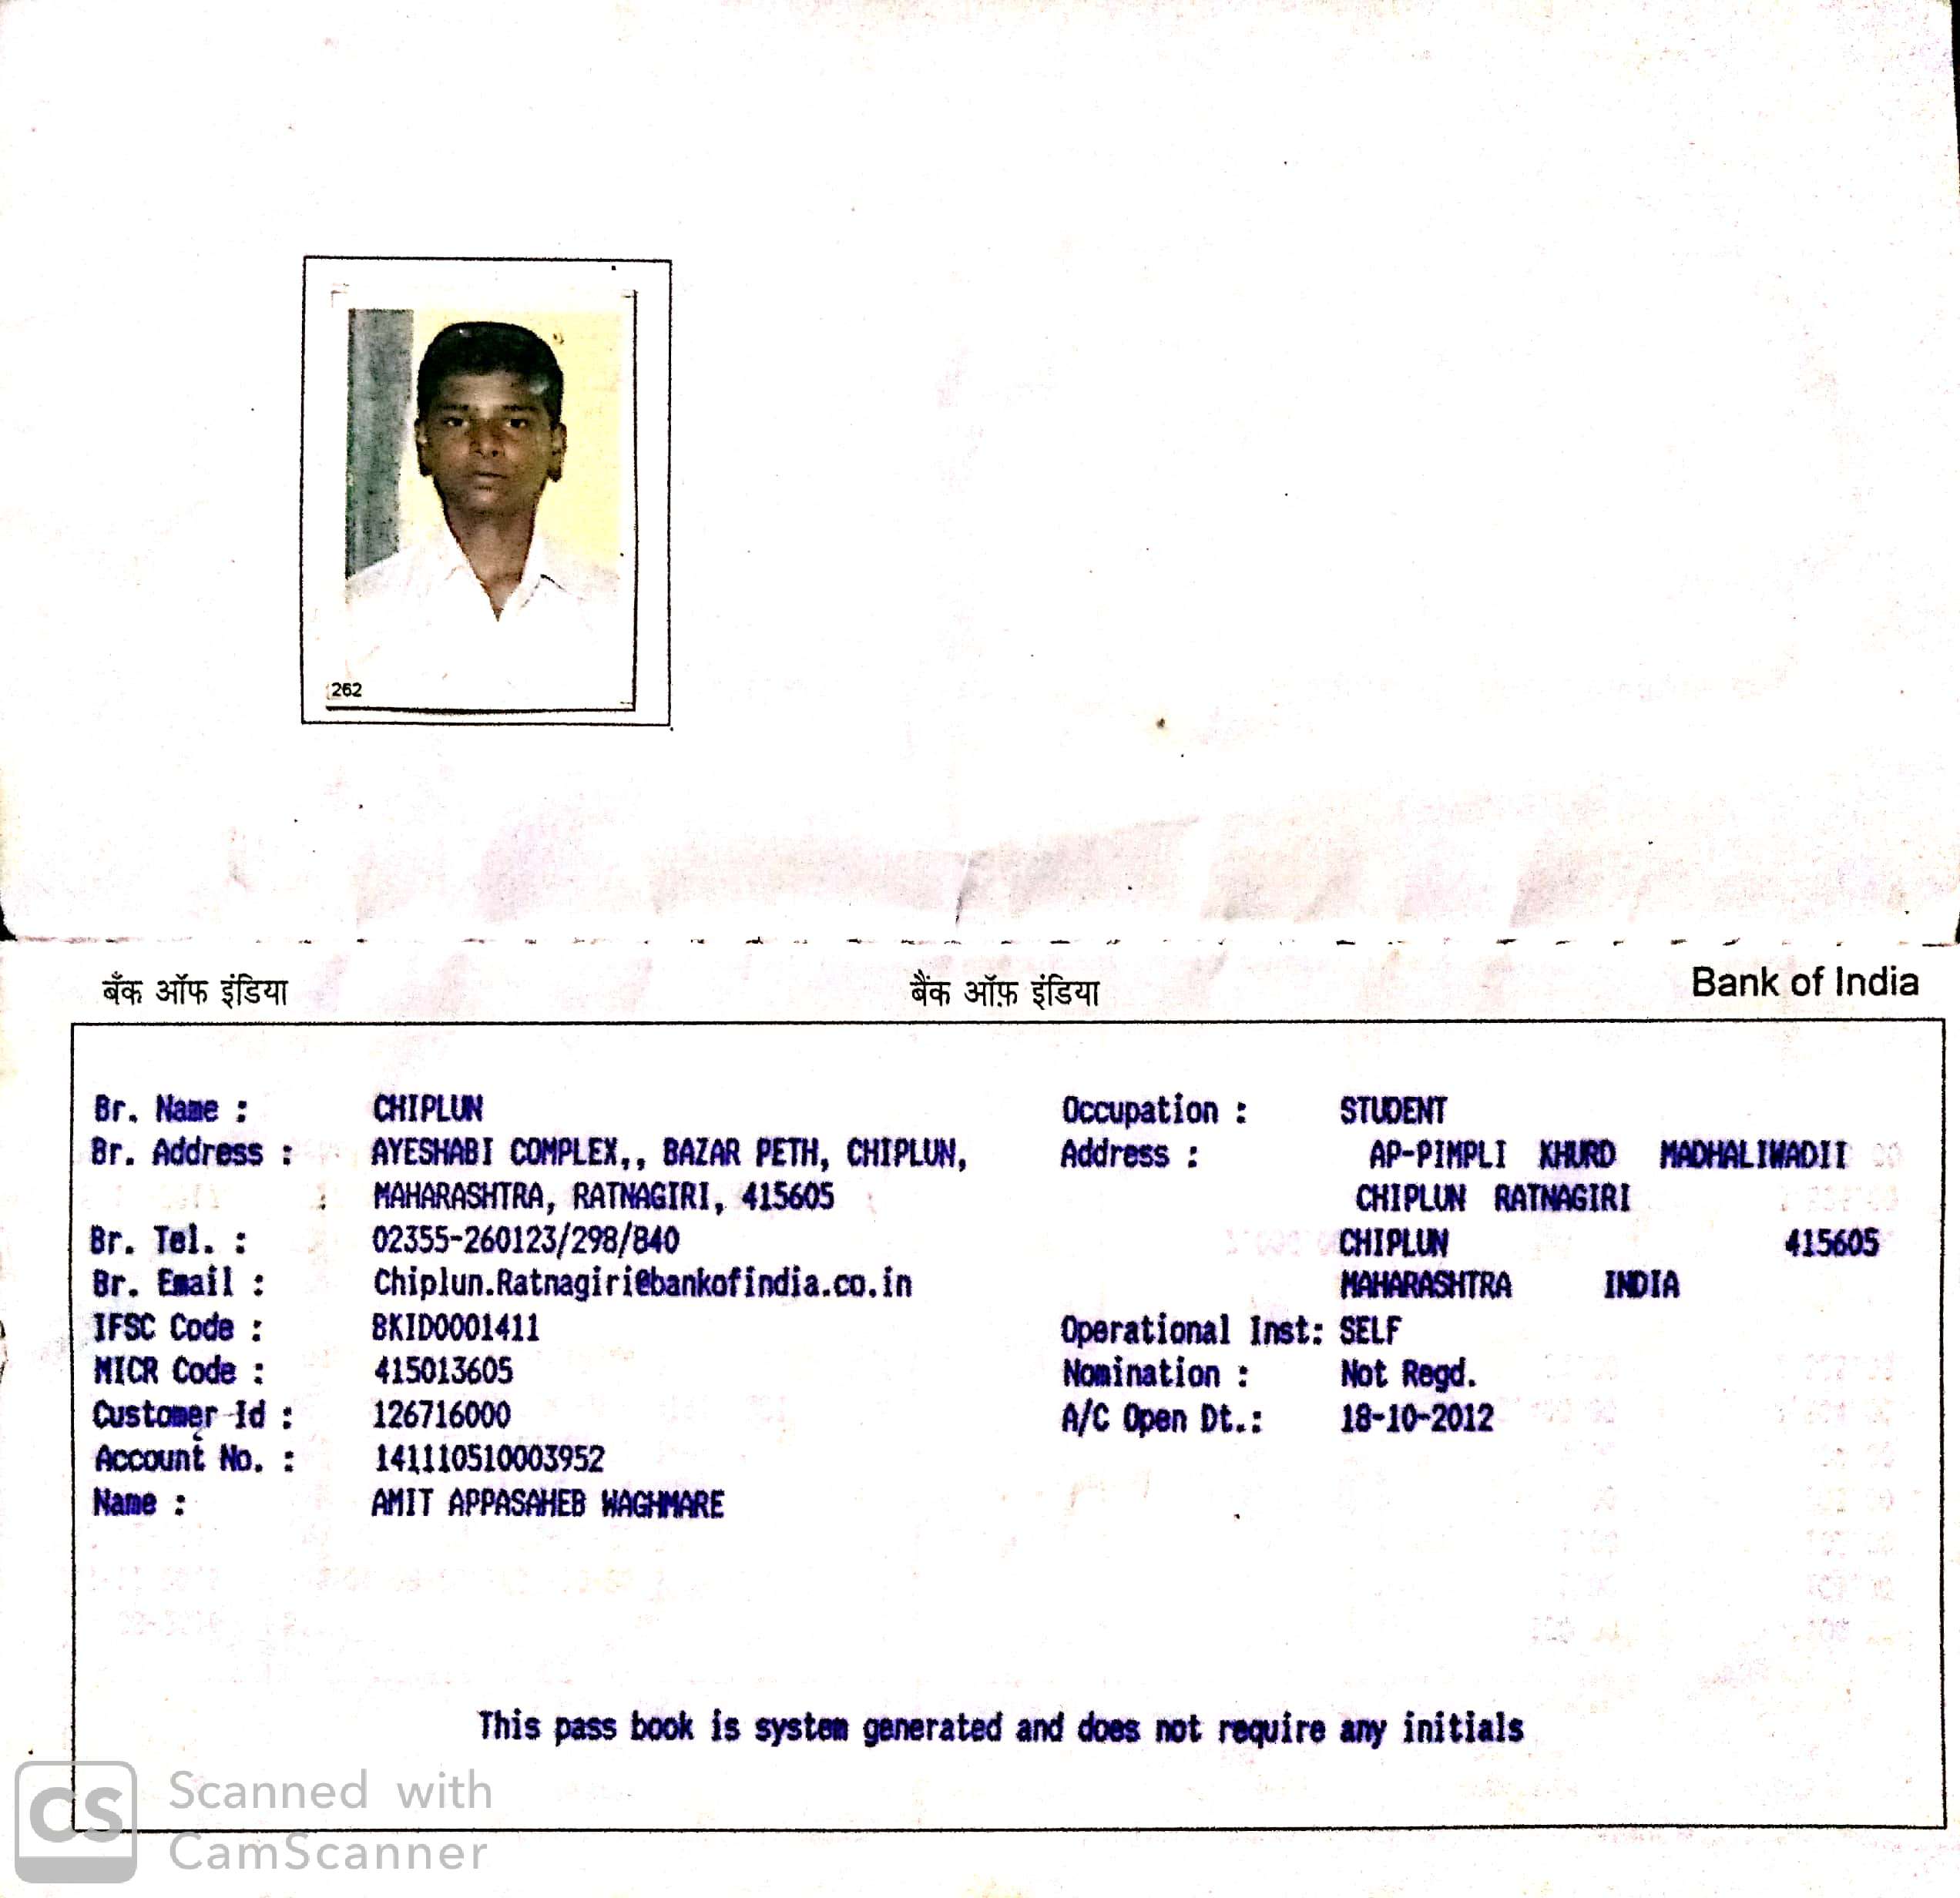 262
बँक ऑफ इंडिया बैंक ऑफ़ इंडिया Bank of India
Br. Name : CHIPLUN Occupation : STUDENT
Br. Address : AYESHABI COMPLEX,, BAZAR PETH, CHIPLUN, Address : AP-PIMPLI KHURD MADHALIWADII
: MAHARASHTRA, RATNAGIRI, 415605 CHIPLUN RATNAGIRI
Br. Tel. : 02355-260123/298/840 CHIPLUN 415605
Br. Email : Chiplun.Ratnagiri@bankofindia.co.in MAHARASHTRA INDIA
IFSC Code : BKID0001411 Operational Inst: SELF
MICR Code : 415013605 Nomination : Not Regd.
Customer Id : 126716000 A/C Open Dt.: 18-10-2012
Account No. : 141110510003952
Name : AMIT APPASAHEB WAGHMARE
This pass book is system generated and does not require any initials
CS Scanned with
CamScanner